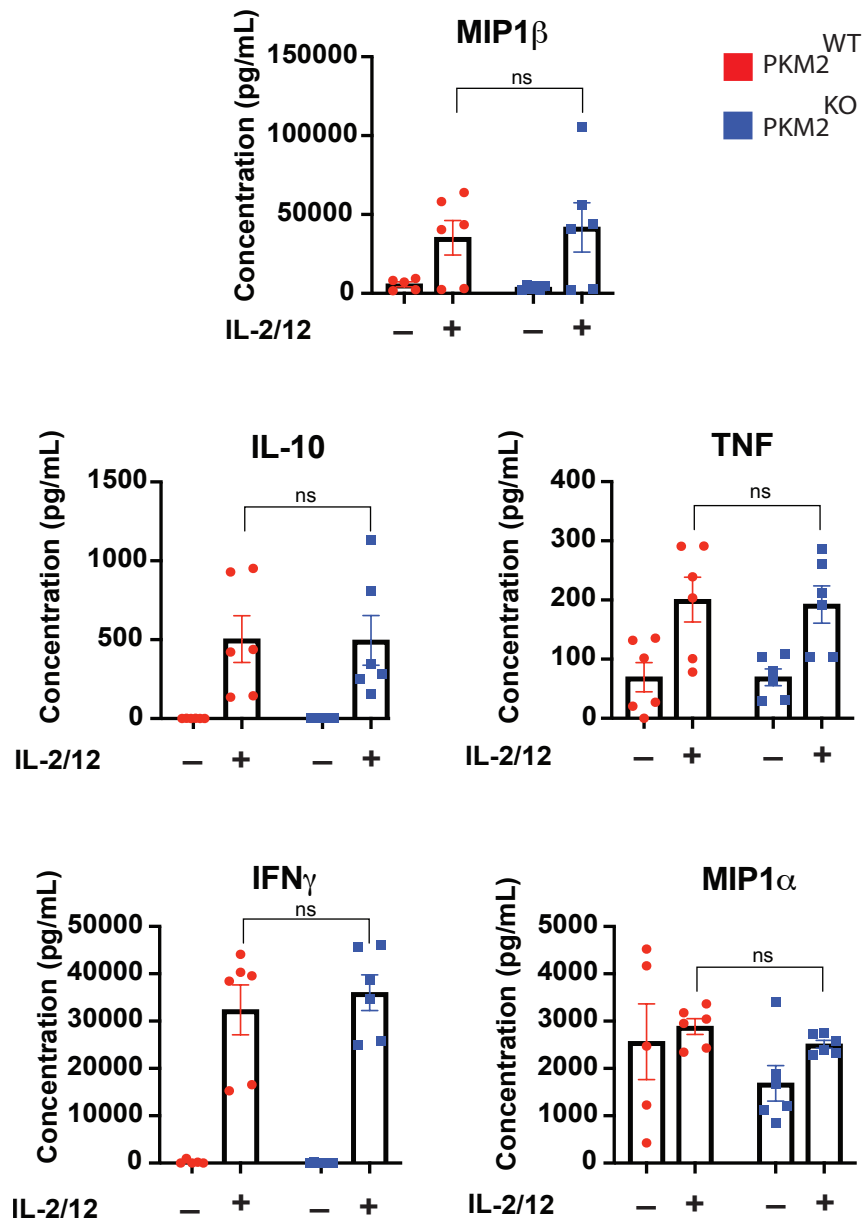 MIP1β
Concentration (pg/mL)
150000
100000
50000
0
ns
IL-2/12
– + – +
PKM2WT
PKM2KO
IL-10
Concentration (pg/mL)
1500
1000
500
0
ns
IL-2/12
– + – +
TNF
Concentration (pg/mL)
400
300
200
100
0
ns
IL-2/12
– + – +
IFNγ
Concentration (pg/mL)
50000
40000
30000
20000
10000
0
ns
IL-2/12
– + – +
MIP1α
Concentration (pg/mL)
5000
4000
3000
2000
1000
0
ns
IL-2/12
– + – +